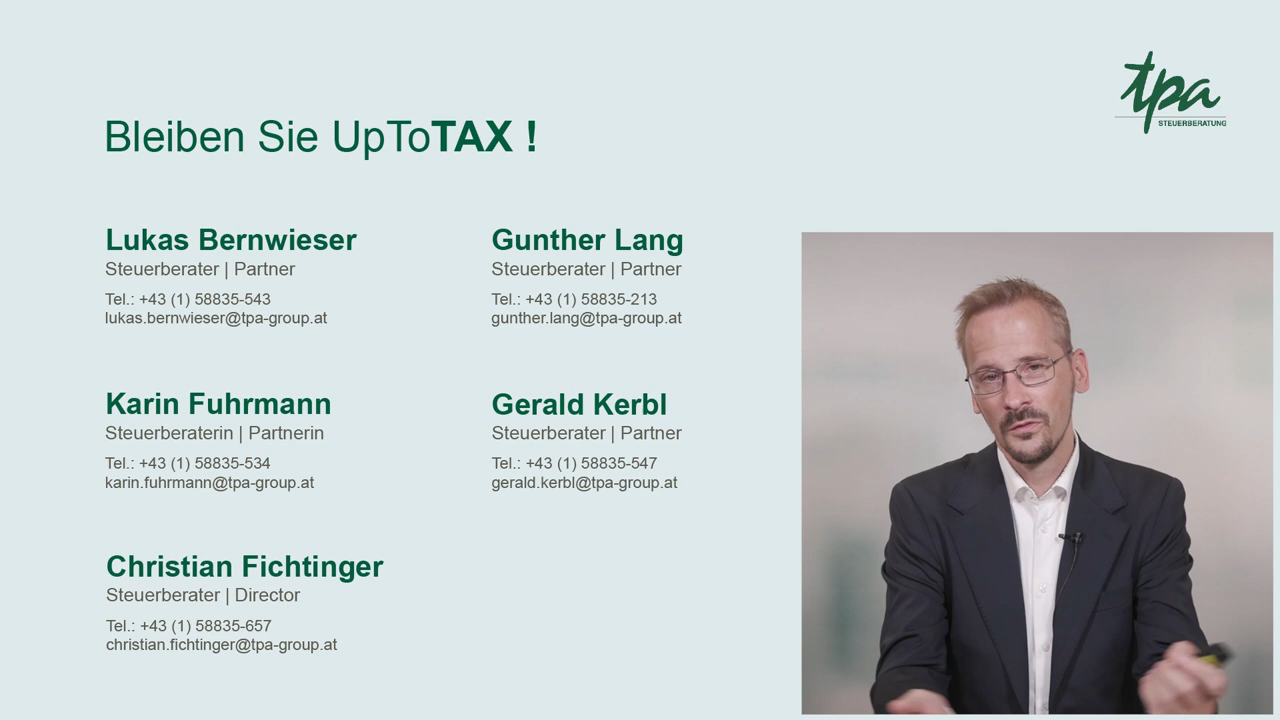 tpa
STEUERBERATUNG
Bleiben Sie UpToTAX !
Lukas Bernwieser
Steuerberater | Partner
Tel.: +43 (1) 58835-543
lukas.bernwieser@tpa-group.at
Gunther Lang
Steuerberater | Partner
Tel.: +43 (1) 58835-213
gunther.lang@tpa-group.at
Karin Fuhrmann
Steuerberaterin | Partnerin
Tel.: +43 (1) 58835-534
karin.fuhrmann@tpa-group.at
Gerald Kerbl
Steuerberater | Partner
Tel.: +43 (1) 58835-547
gerald.kerbl@tpa-group.at
Christian Fichtinger
Steuerberater | Director
Tel.: +43 (1) 58835-657
christian.fichtinger@tpa-group.at